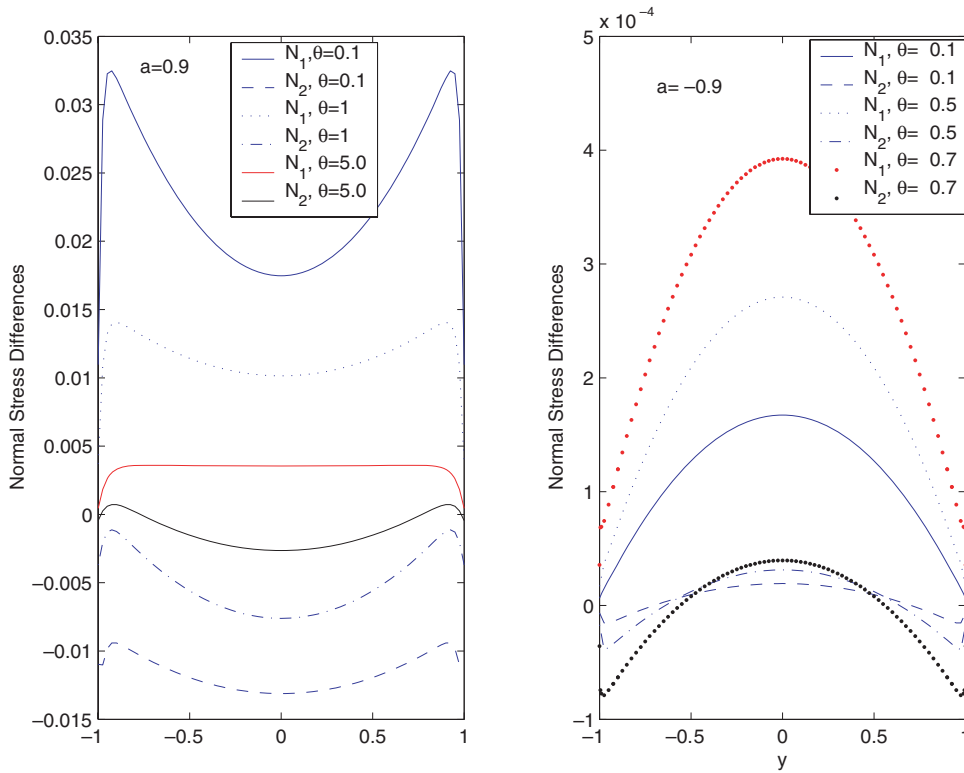 a=0.9
N1,θ=0.1
N2, θ=0.1
N1, θ=1
N2, θ=1
N1, θ=5.0
N2, θ=5.0
Normal Stress Differences
0.035
0.03
0.025
0.02
0.015
0.01
0.005
0
−0.005
−0.01
−0.015
−1 −0.5 0 0.5 1
x 10−4
a= −0.9
N1, θ= 0.1
N2, θ= 0.1
N1, θ= 0.5
N2, θ= 0.5
N1, θ= 0.7
N2, θ= 0.7
Normal Stress Differences
5
4
3
2
1
0
−1
−1 −0.5 0 0.5 1
y